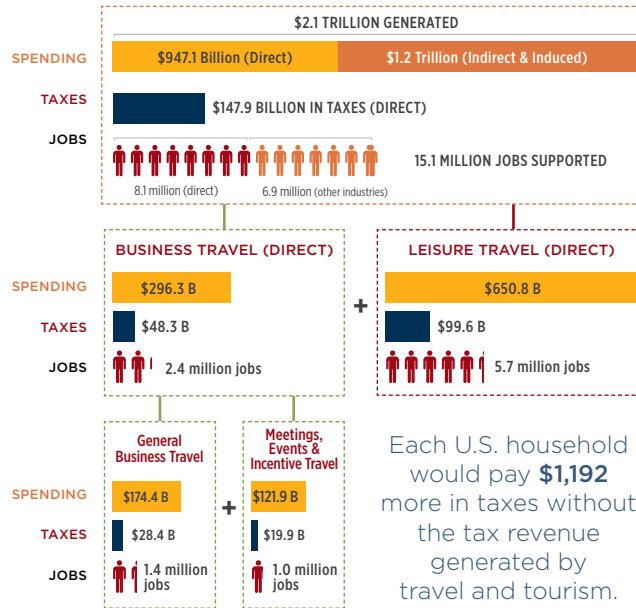 $2.1 TRILLION GENERATED
SPENDING
$947.1 Billion (Direct)
$1.2 Trillion (Indirect & Induced)
TAXES
$147.9 BILLION IN TAXES (DIRECT)
JOBS
15.1 MILLION JOBS SUPPORTED
8.1 million (direct)
6.9 million (other industries)
BUSINESS TRAVEL (DIRECT)
LEISURE TRAVEL (DIRECT)
SPENDING
$296.3 B
+
$650.8 B
TAXES
$48.3 B
$99.6 B
JOBS
2.4 million jobs
5.7 million jobs
General
Business Travel
Meetings,
Events &
Incentive Travel
SPENDING
$174.4 B
+
$121.9 B
TAXES
$28.4 B
$19.9 B
JOBS
1.4 million
jobs
1.0 million
jobs
Each U.S. household
would pay $1,192
more in taxes without
the tax revenue
generated by
travel and tourism.